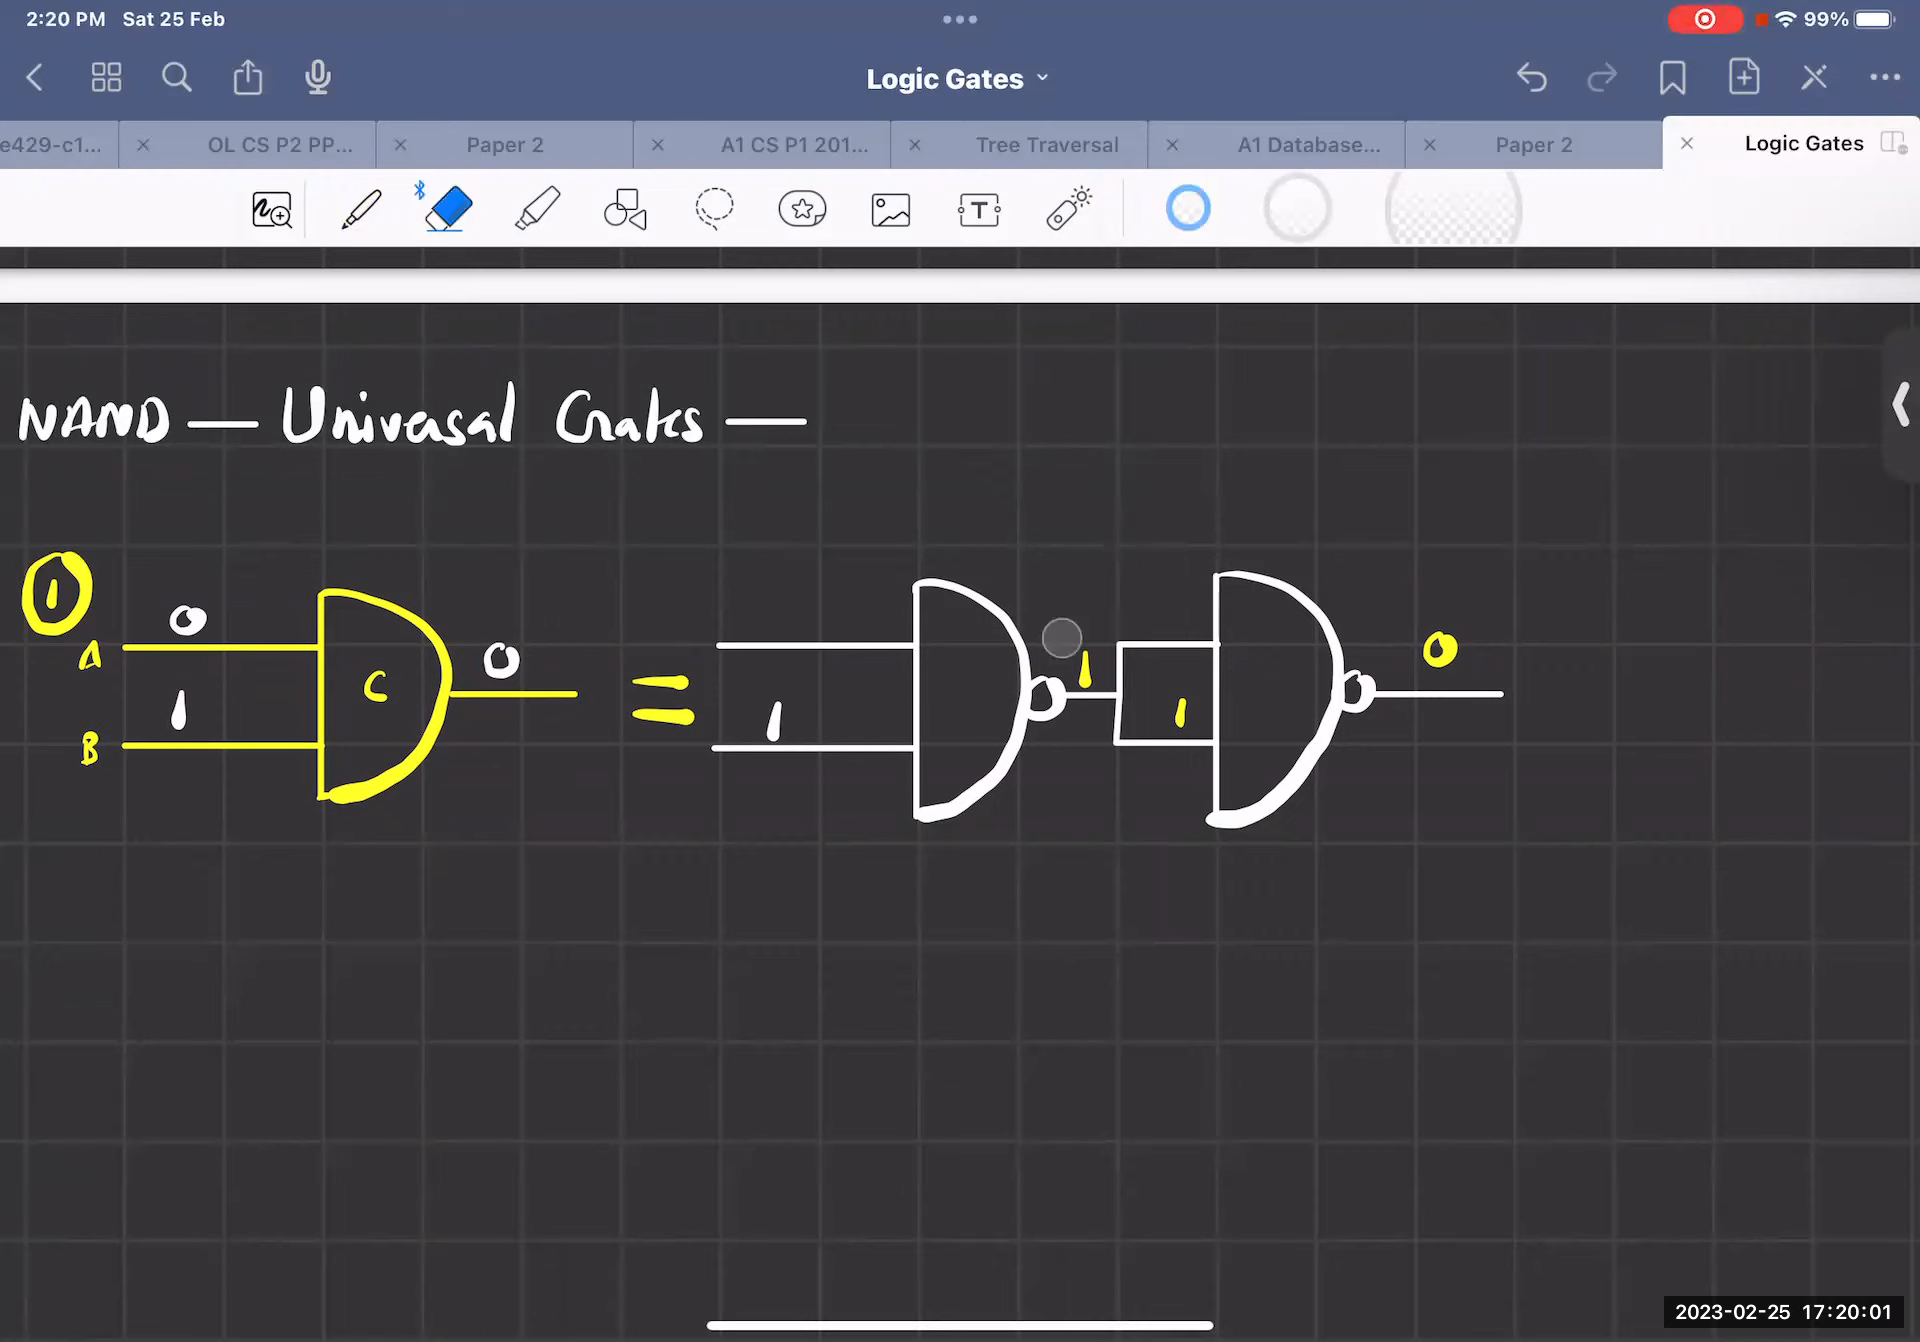 2:20 PM Sat 25 Feb
99%
Logic Gates
e429-c1...
OL CS P2 PP...
Paper 2
A1 CS P1 201...
Tree Traversal
A1 Database...
Paper 2
Logic Gates
T
NAND — Universal Gates —
1
A 0 0
C
B 1
=
1 1 1 0
2023-02-25 17:20:01